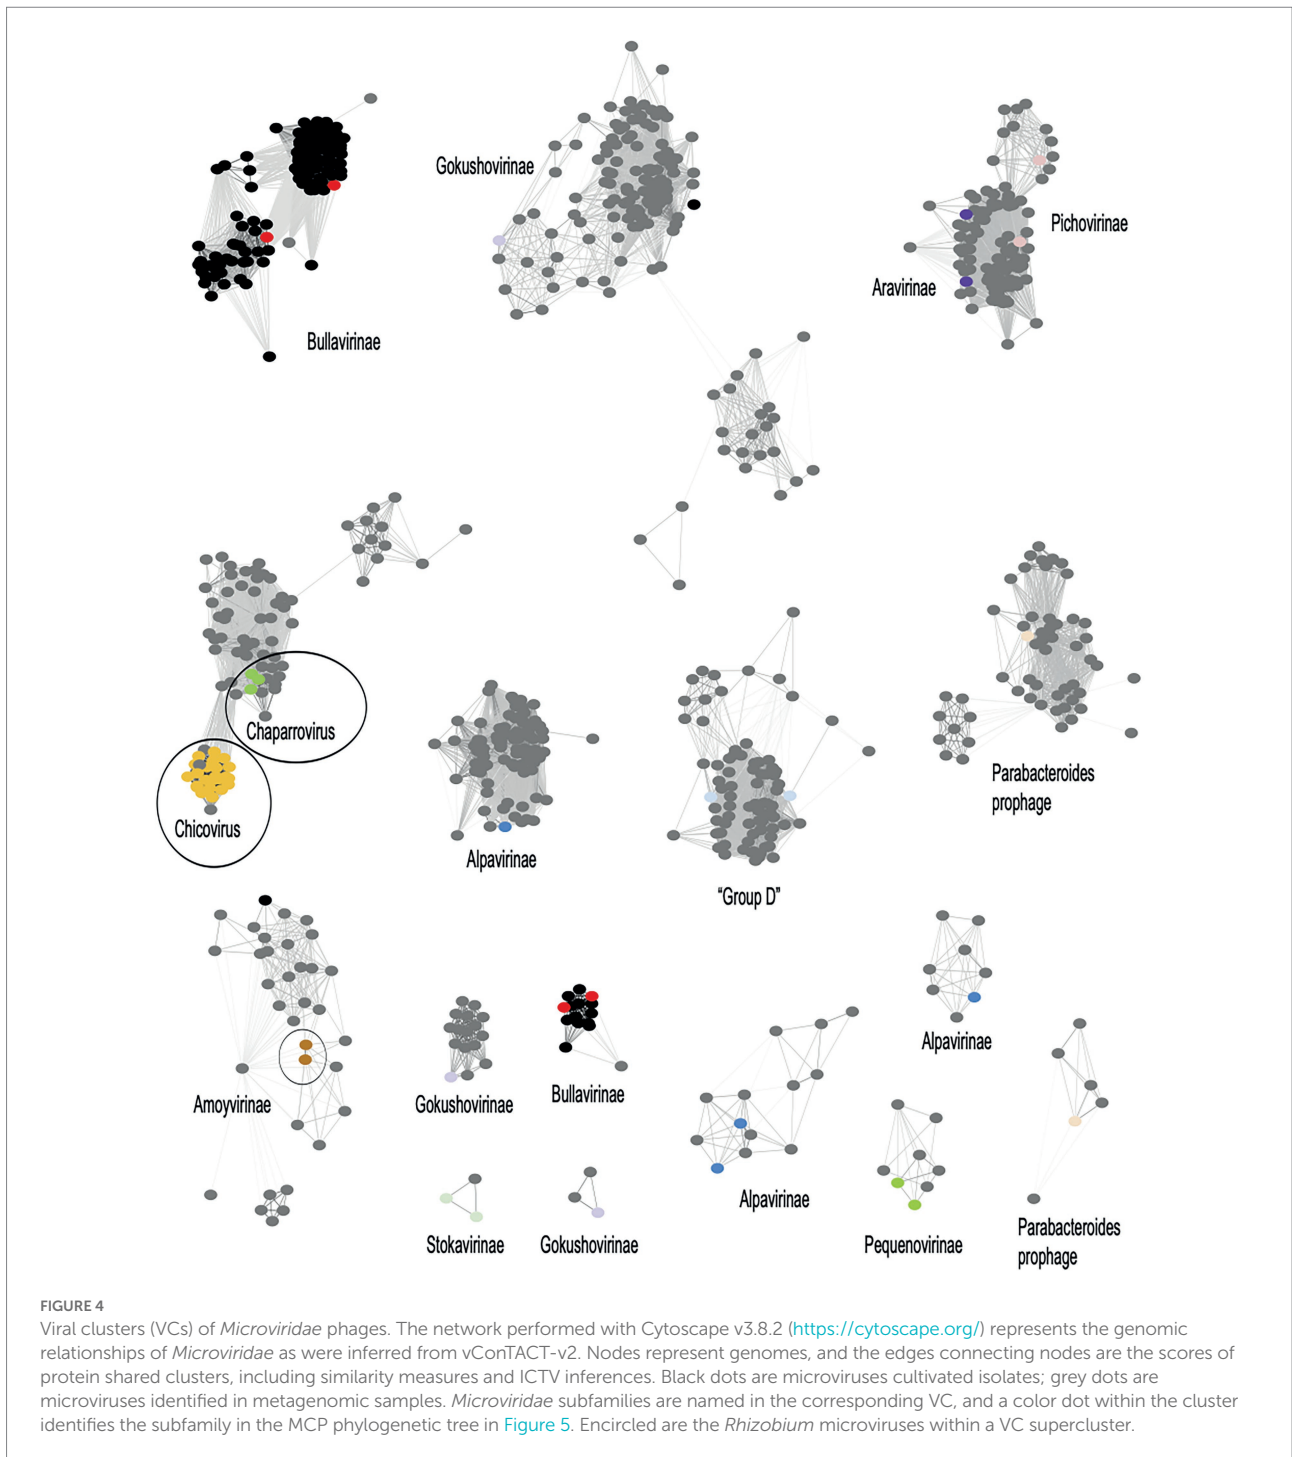 Gokushovirinae
Pichovirinae
Aravirinae
Bullavirinae
Chaparrovirus
Parabacteroides
prophage
Chicovirus
Alpavirinae
“Group D”
Alpavirinae
Amoyvirinae
Gokushovirinae
Bullavirinae
Alpavirinae
Stokavirinae
Gokushovirinae
Pequenovirinae
Parabacteroides
prophage
FIGURE 4
Viral clusters (VCs) of Microviridae phages. The network performed with Cytoscape v3.8.2 (https://cytoscape.org/) represents the genomic
relationships of Microviridae as were inferred from vConTACT-v2. Nodes represent genomes, and the edges connecting nodes are the scores of
protein shared clusters, including similarity measures and ICTV inferences. Black dots are microviruses cultivated isolates; grey dots are
microviruses identified in metagenomic samples. Microviridae subfamilies are named in the corresponding VC, and a color dot within the cluster
identifies the subfamily in the MCP phylogenetic tree in Figure 5. Encircled are the Rhizobium microviruses within a VC supercluster.